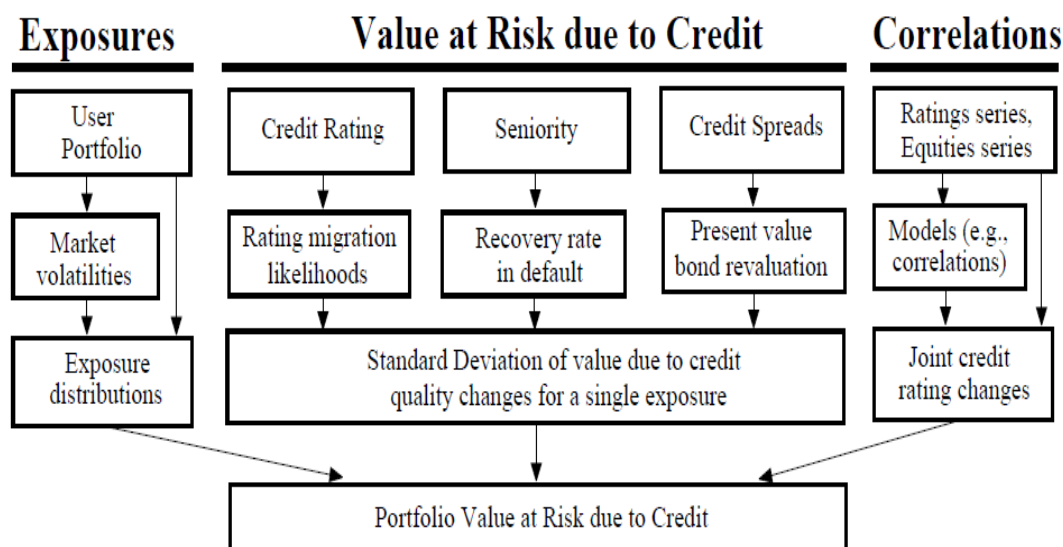 Exposures
Value at Risk due to Credit
Correlations
User
Portfolio
Credit Rating
Seniority
Credit Spreads
Ratings series,
Equities series
Market
volatilities
Rating migration
likelihoods
Recovery rate
in default
Present value
bond revaluation
Models (e.g.,
correlations)
Exposure
distributions
Standard Deviation of value due to credit
quality changes for a single exposure
Joint credit
rating changes
Portfolio Value at Risk due to Credit